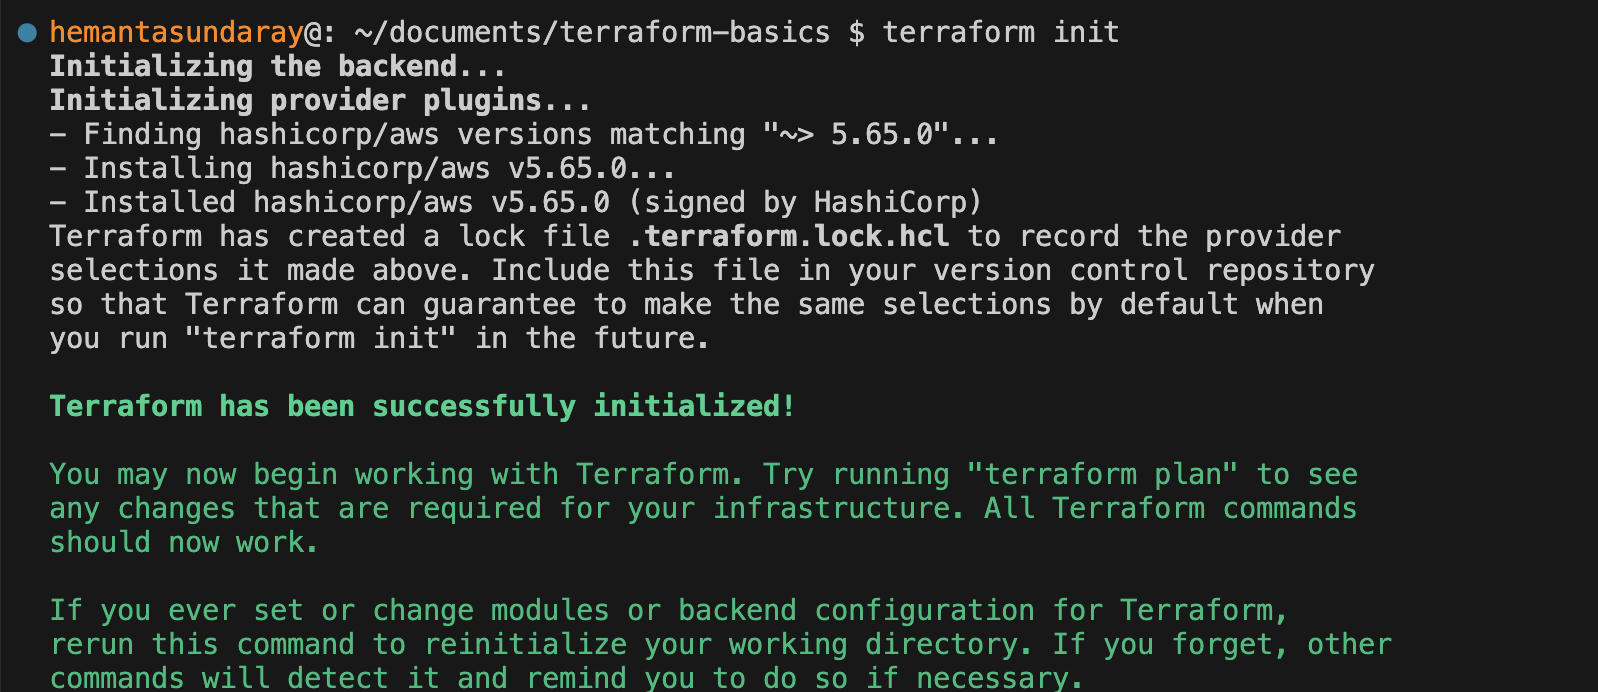 hemantasundaray@: ~/documents/terraform-basics $ terraform init
Initializing the backend...
Initializing provider plugins...
- Finding hashicorp/aws versions matching "~> 5.65.0"...
- Installing hashicorp/aws v5.65.0...
- Installed hashicorp/aws v5.65.0 (signed by HashiCorp)
Terraform has created a lock file .terraform.lock.hcl to record the provider
selections it made above. Include this file in your version control repository
so that Terraform can guarantee to make the same selections by default when
you run "terraform init" in the future.
Terraform has been successfully initialized!
You may now begin working with Terraform. Try running "terraform plan" to see
any changes that are required for your infrastructure. All Terraform commands
should now work.
If you ever set or change modules or backend configuration for Terraform,
rerun this command to reinitialize your working directory. If you forget, other
commands will detect it and remind you to do so if necessary.